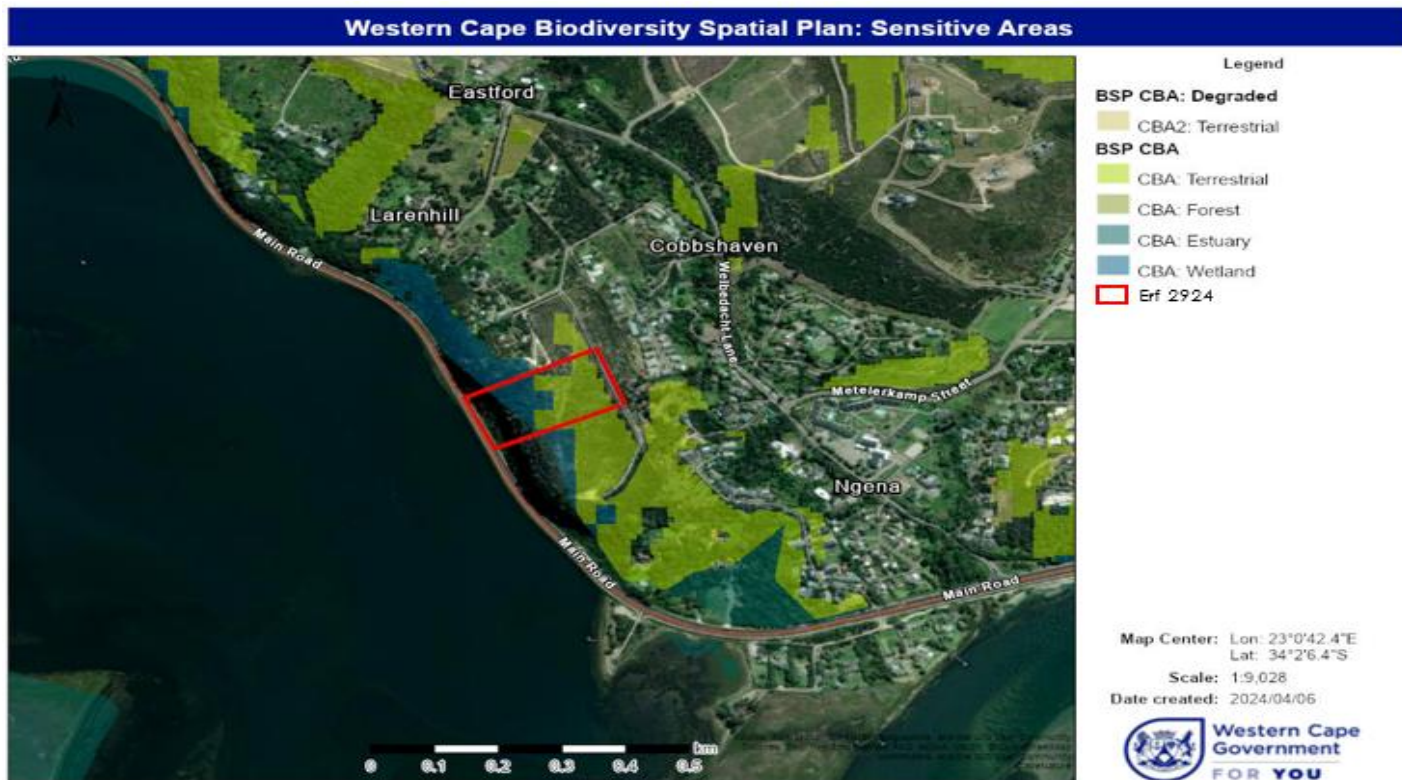 Western Cape Biodiversity Spatial Plan: Sensitive Areas
N
Eastford
Larenhill
Cobbshaven
Main Road
Welbedacht Lane
Metelerkamp Street
Ngena
Main Road
Main Road
km
0 0.1 0.2 0.3 0.4 0.5
Legend
BSP CBA: Degraded
CBA2: Terrestrial
BSP CBA
CBA: Terrestrial
CBA: Forest
CBA: Estuary
CBA: Wetland
Erf 2924
Map Center: Lon: 23°0'42.4"E
Lat: 34°2'6.4"S
Scale: 1:9,028
Date created: 2024/04/06
Western Cape
Government
FOR YOU